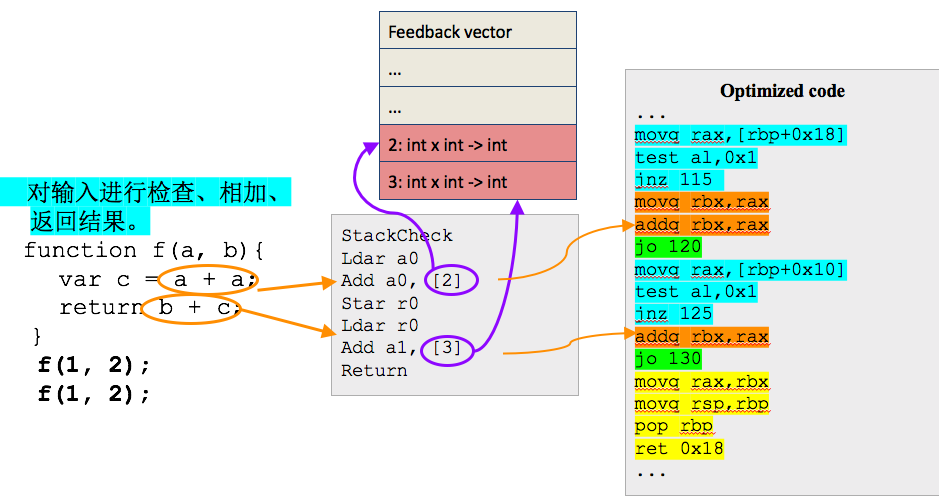 Feedback vector
...
...
2: int x int -> int
3: int x int -> int
对输入进行检查、相加、
返回结果。
function f(a, b){
var c = a + a;
return b + c;
}
f(1, 2);
f(1, 2);
StackCheck
Ldar a0
Add a0, [2]
Star r0
Ldar r0
Add a1, [3]
Return
Optimized code
...
movq rax,[rbp+0x18]
test al,0x1
jnz 115
movq rbx,rax
addq rbx,rax
jo 120
movq rax,[rbp+0x10]
test al,0x1
jnz 125
addq rbx,rax
jo 130
movq rax,rbx
movq rsp,rbp
pop rbp
ret 0x18
...